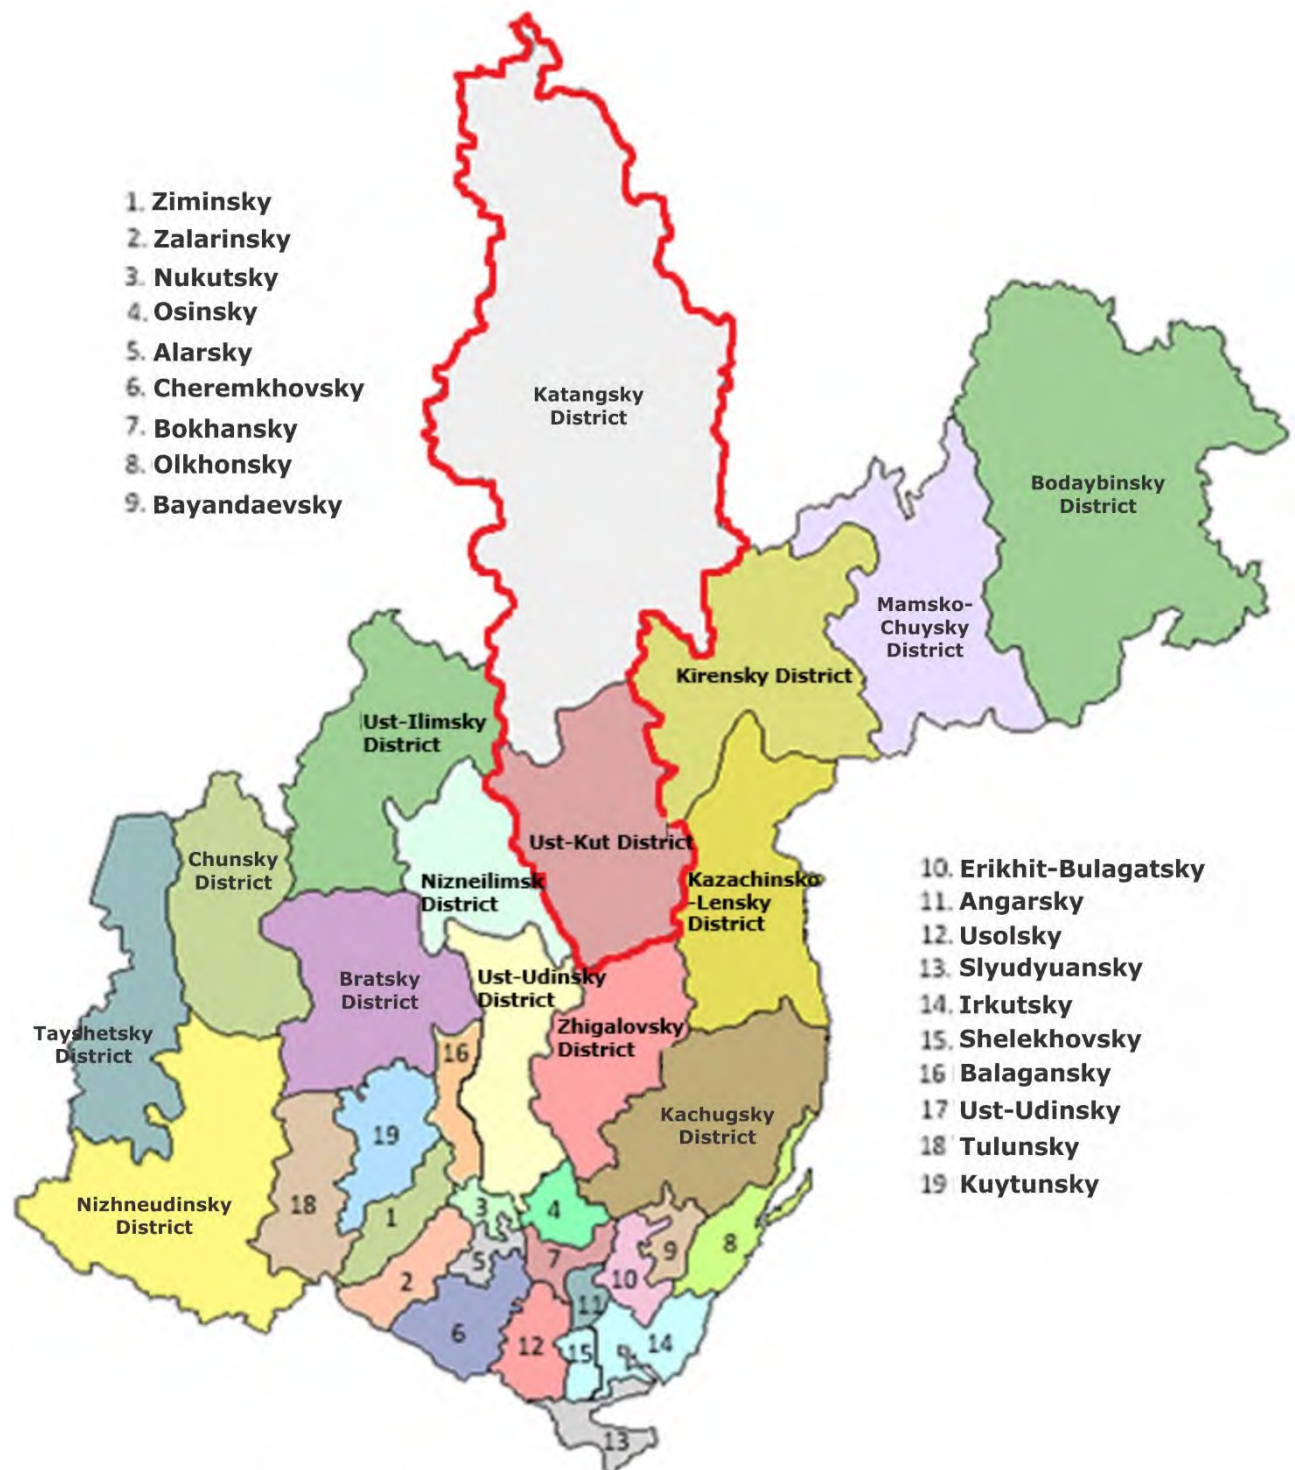 1. Ziminsky
2. Zalarinsky
3. Nukutsky
4. Osinsky
5. Alarsky
6. Cheremkhovsky
7. Bokhansky
8. Olkhonsky
9. Bayandaevsky
Katangsky
District
Bodaybinsky
District
Mamsko-
Chuysky
District
Kirensky District
Ust-Ilimsky
District
Ust-Kut District
Chunsky
District
Nizneilimsk
District
Kazachinsko
-Lensky
District
Bratsky
District
Ust-Udinsky
District
Tayshetsky
District
Zhigalovsky
District
Kachugsky
District
Nizhneudinsky
District
16
19
18
1
3
4
2
5
7
10
9
8
11
6
12
15
14
13
10. Erikhit-Bulagatsky
11. Angarsky
12. Usolsky
13. Slyudyuansky
14. Irkutsky
15. Shelekhovsky
16 Balagansky
17 Ust-Udinsky
18 Tulunsky
19 Kuytunsky